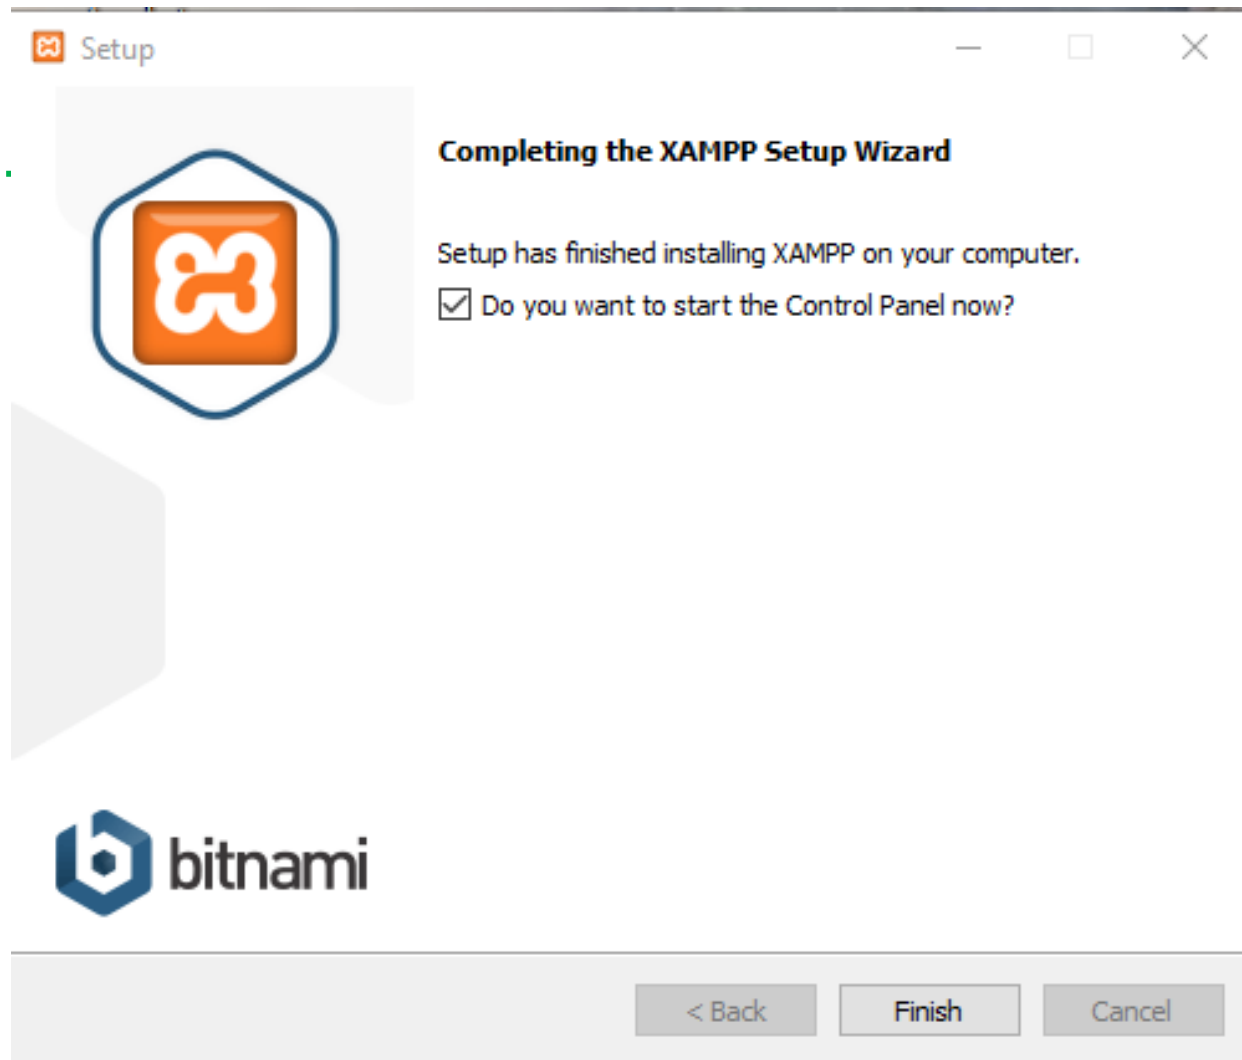 Setup
Completing the XAMPP Setup Wizard
Setup has finished installing XAMPP on your computer.
Do you want to start the Control Panel now?
bitnami
< Back
Finish
Cancel